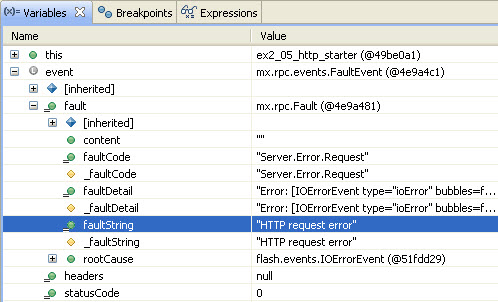 (x)= Variables Breakpoints Expressions
Name Value
this ex2_05_http_starter (@49be0a1)
event mx.rpc.events.FaultEvent (@4e9a4c1)
[inherited]
fault mx.rpc.Fault (@4e9a481)
[inherited]
content ""
faultCode "Server.Error.Request"
_faultCode "Server.Error.Request"
faultDetail "Error: [IOErrorEvent type="ioError" bubbles=f...
_faultDetail "Error: [IOErrorEvent type="ioError" bubbles=f...
faultString "HTTP request error"
_faultString "HTTP request error"
rootCause flash.events.IOErrorEvent (@51fdd29)
headers null
statusCode 0